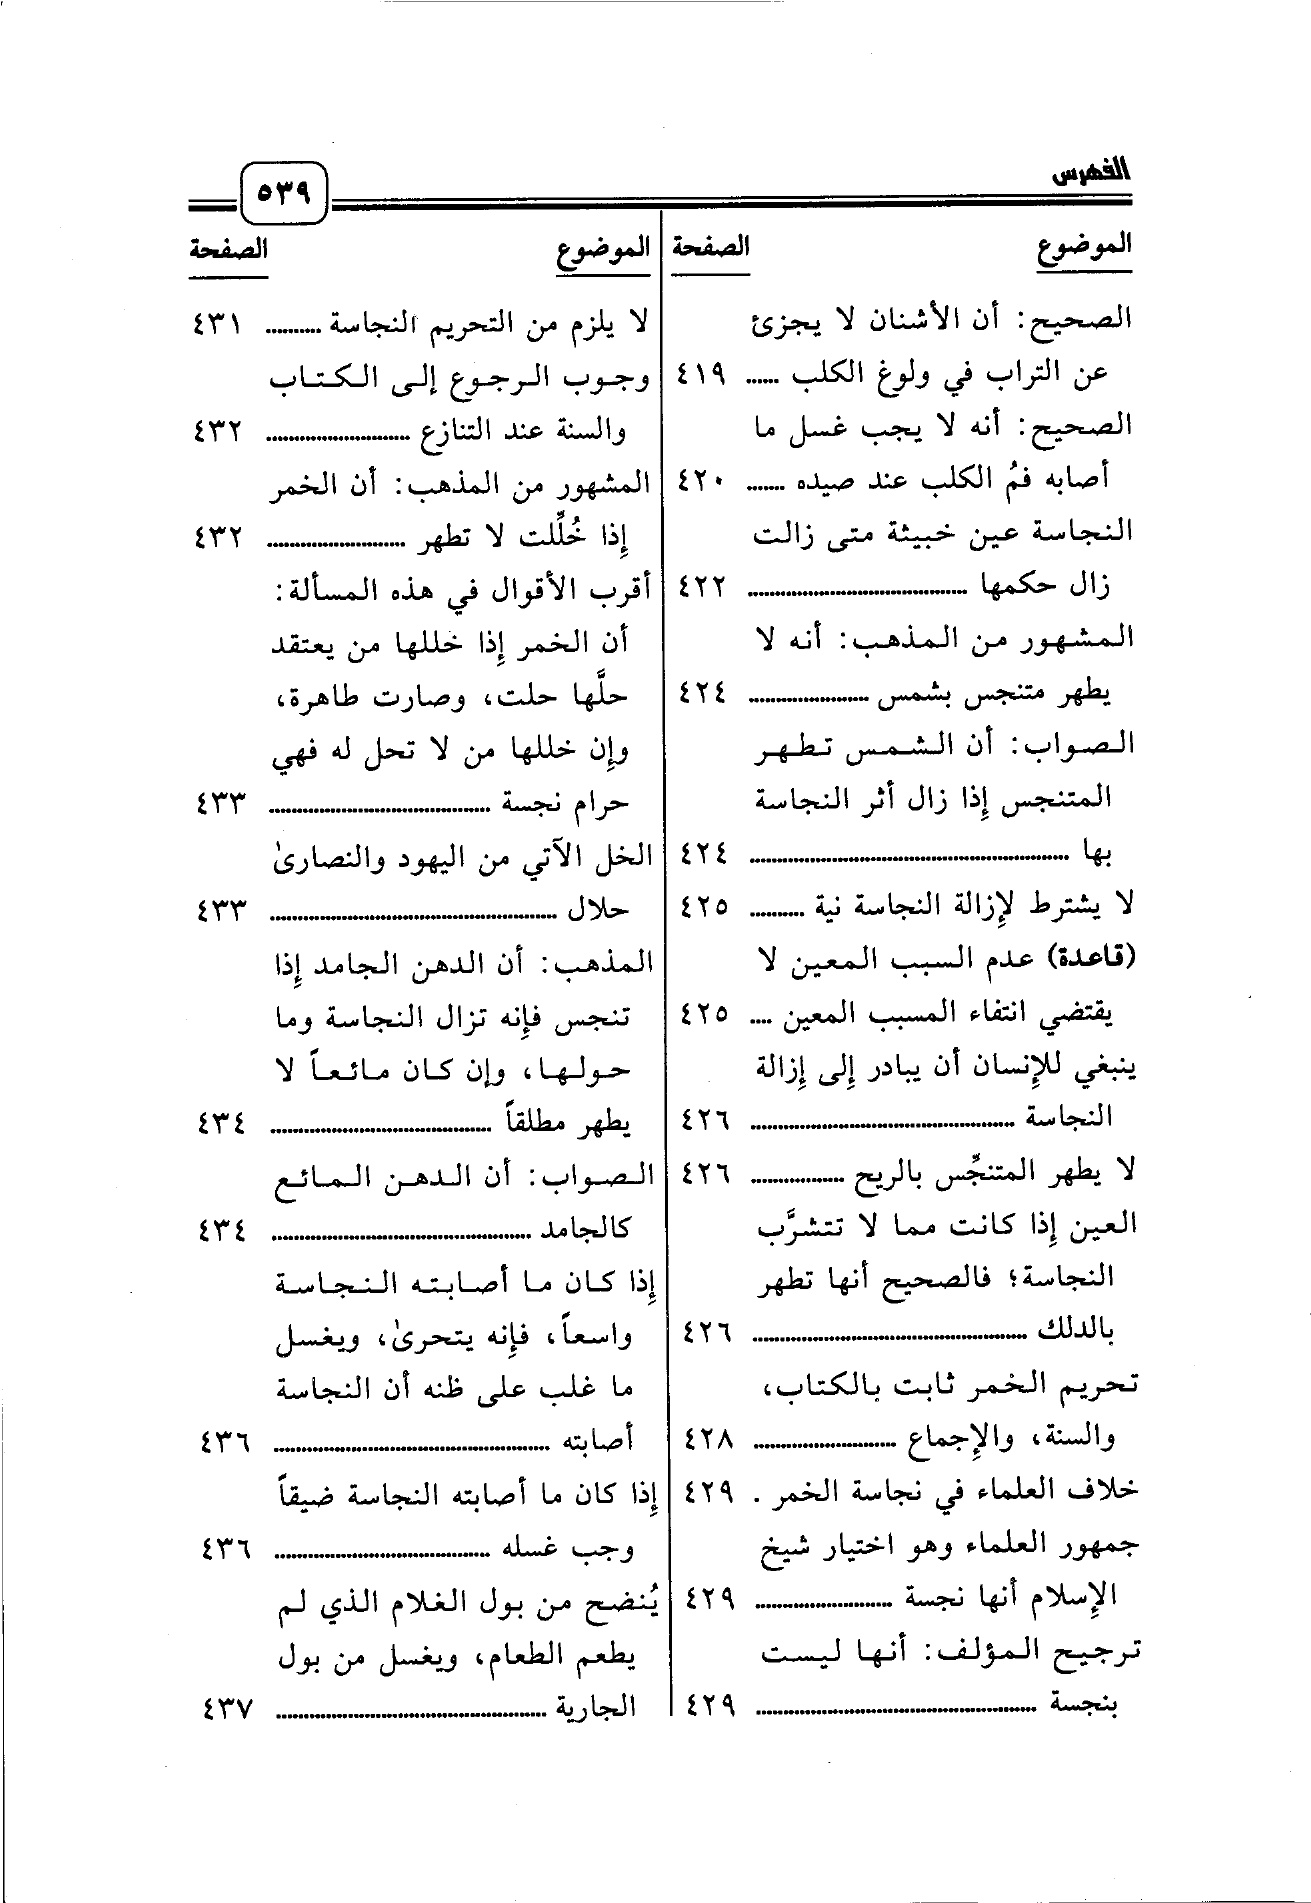 الفهرس
٥٣٩
الموضوع الصفحة
الصحيح: أن الأشنان لا يجزئ
عن التراب في ولوغ الكلب ...... ٤١٩
الصحيح: أنه لا يجب غسل ما
أصابه فمُ الكلب عند صيده ....... ٤٢٠
النجاسة عين خبيثة متى زالت
زال حكمها ........................................ ٤٢٢
المشهور من المذهب: أنه لا
يطهر متنجس بشمس ...................... ٤٢٤
الصواب: أن الشمس تطهر
المتنجس إذا زال أثر النجاسة
بها ........................................................... ٤٢٤
لا يشترط لإزالة النجاسة نية .......... ٤٢٥
(قاعدة) عدم السبب المعين لا
يقتضي انتفاء المسبب المعين .... ٤٢٥
ينبغي للإنسان أن يبادر إلى إزالة
النجاسة ................................................ ٤٢٦
لا يطهر المتنجِّس بالريح ................. ٤٢٦
العين إذا كانت مما لا تتشرَّب
النجاسة؛ فالصحيح أنها تطهر
بالدلك .................................................. ٤٢٦
تحريم الخمر ثابت بالكتاب،
والسنة، والإجماع .......................... ٤٢٨
خلاف العلماء في نجاسة الخمر . ٤٢٩
جمهور العلماء وهو اختيار شيخ
الإسلام أنها نجسة ......................... ٤٢٩
ترجيح المؤلف: أنها ليست
بنجسة ................................................... ٤٢٩
الموضوع الصفحة
لا يلزم من التحريم النجاسة .......... ٤٣١
وجوب الرجوع إلى الكتاب
والسنة عند التنازع .......................... ٤٣٢
المشهور من المذهب: أن الخمر
إذا خُلِّلت لا تطهر ......................... ٤٣٢
أقرب الأقوال في هذه المسألة:
أن الخمر إذا خللها من يعتقد
حلَّها حلت، وصارت طاهرة،
وإن خللها من لا تحل له فهي
حرام نجسة ........................................ ٤٣٣
الخل الآتي من اليهود والنصارىٰ
حلال .................................................... ٤٣٣
المذهب: أن الدهن الجامد إذا
تنجس فإنه تزال النجاسة وما
حولها، وإن كان مائعاً لا
يطهر مطلقاً ........................................ ٤٣٤
الصواب: أن الدهن المائع
كالجامد ............................................... ٤٣٤
إذا كان ما أصابته النجاسة
واسعاً، فإنه يتحرىٰ، ويغسل
ما غلب على ظنه أن النجاسة
أصابته .................................................. ٤٣٦
إذا كان ما أصابته النجاسة ضيقاً
وجب غسله ....................................... ٤٣٦
يُنضح من بول الغلام الذي لم
يطعم الطعام، ويغسل من بول
الجارية ................................................. ٤٣٧